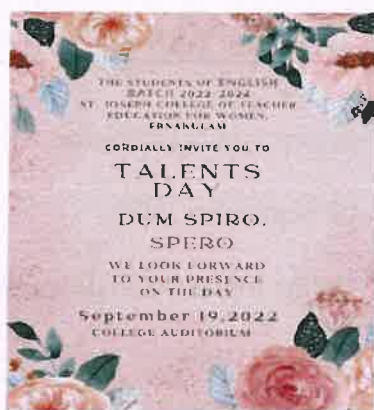 THE STUDENTS OF ENGLISH
BATCH 2022-2024
ST. JOSEPH COLLEGE OF TEACHER
EDUCATION FOR WOMEN,
ERNAKULAM
CORDIALLY INVITE YOU TO
TALENTS
DAY
DUM SPIRO,
SPERO
WE LOOK FORWARD
TO YOUR PRESENCE
ON THE DAY
September 19,2022
COLLEGE AUDITORIUM